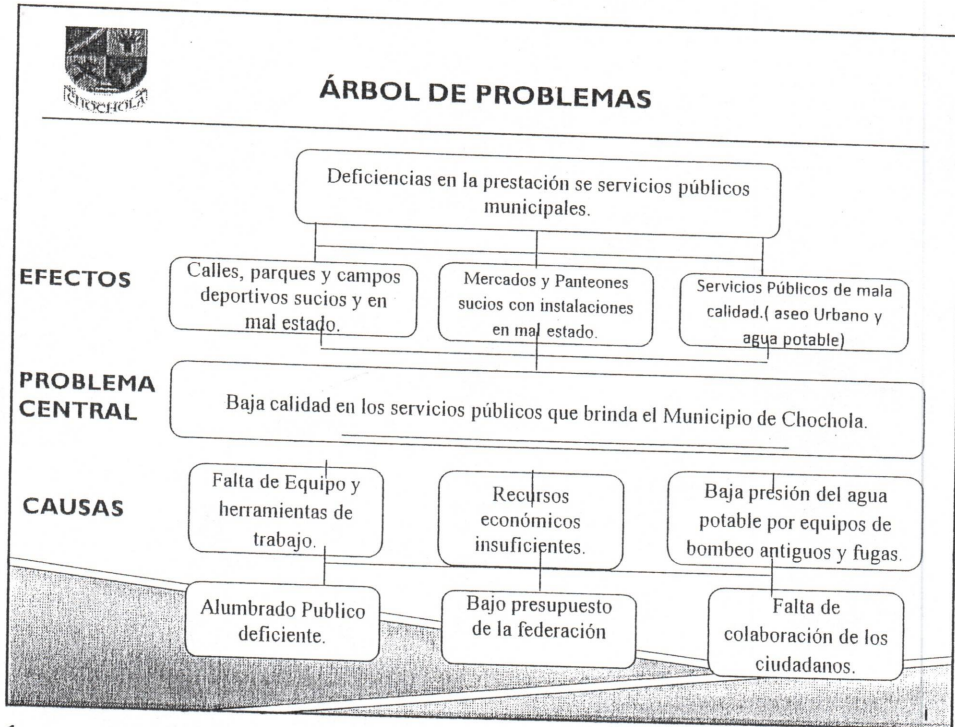 CHOCHOLÁ
ÁRBOL DE PROBLEMAS
Deficiencias en la prestación se servicios públicos
municipales.
EFECTOS
Calles, parques y campos
deportivos sucios y en
mal estado.
Mercados y Panteones
sucios con instalaciones
en mal estado.
Servicios Públicos de mala
calidad.( aseo Urbano y
agua potable)
PROBLEMA
CENTRAL
Baja calidad en los servicios públicos que brinda el Municipio de Chochola.
CAUSAS
Falta de Equipo y
herramientas de
trabajo.
Recursos
económicos
insuficientes.
Baja presión del agua
potable por equipos de
bombeo antiguos y fugas.
Alumbrado Publico
deficiente.
Bajo presupuesto
de la federación
Falta de
colaboración de los
ciudadanos.